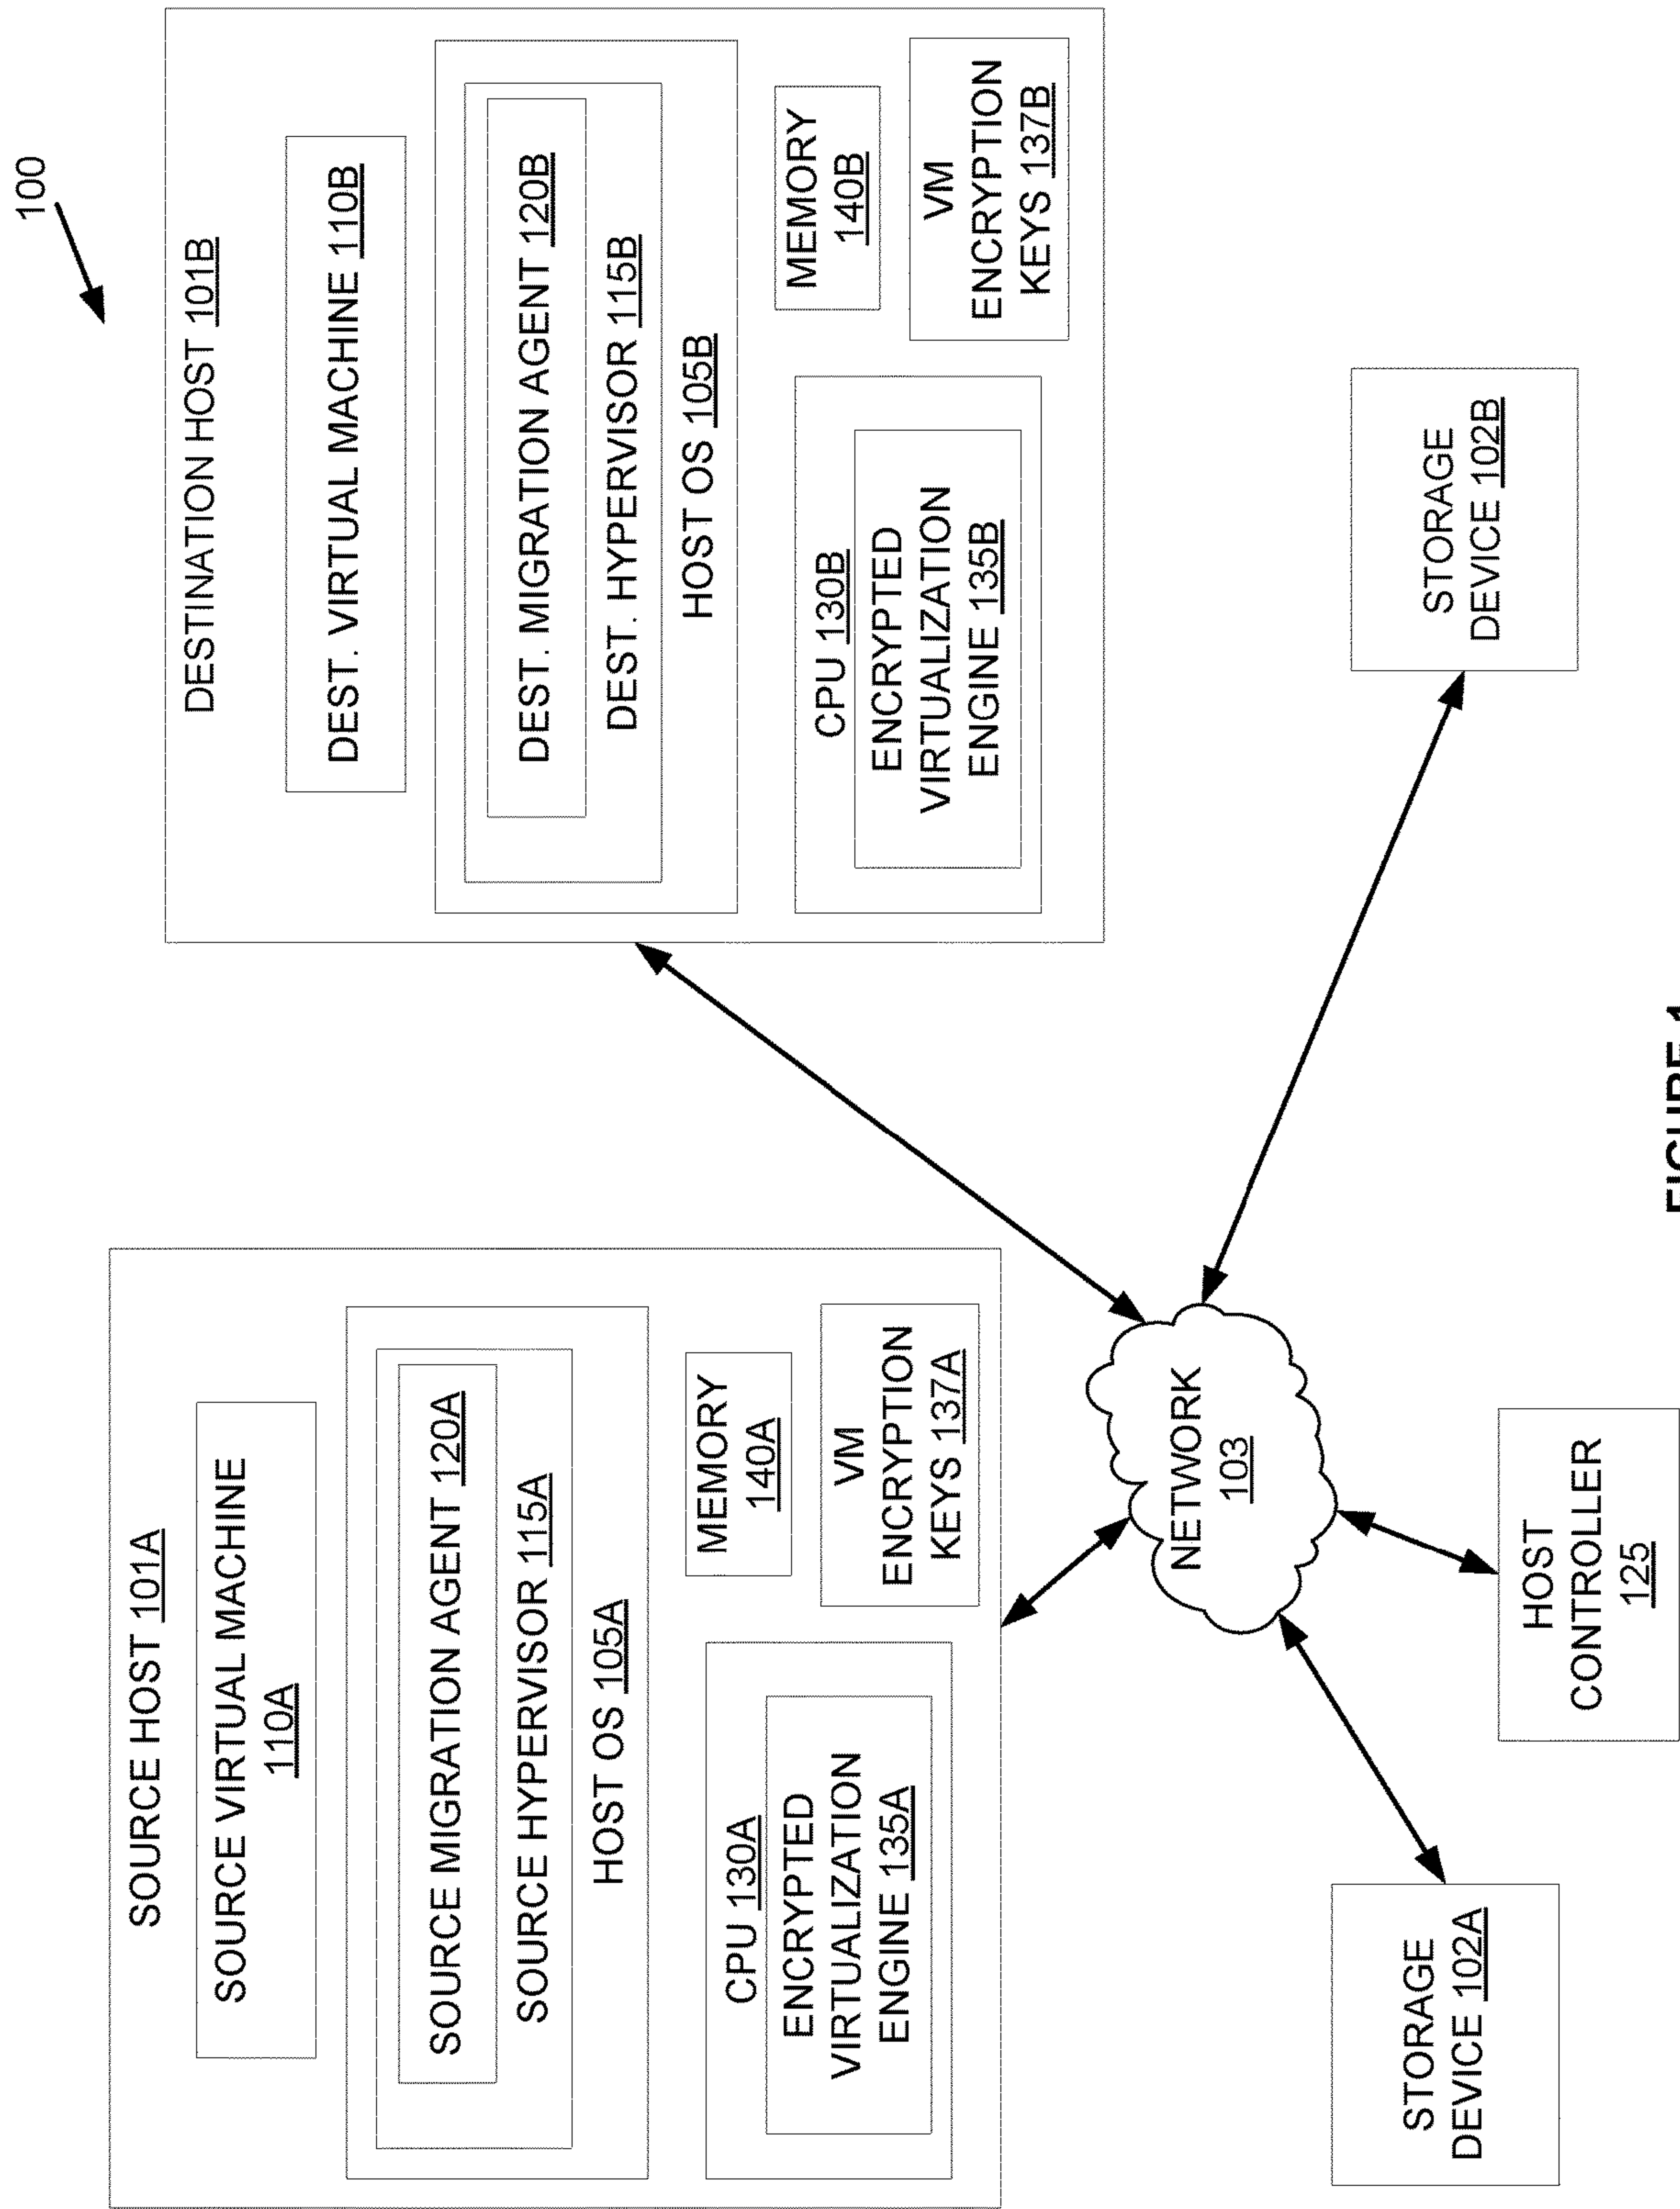 100
SOURCE HOST 101A
SOURCE VIRTUAL MACHINE
110A
SOURCE MIGRATION AGENT 120A
SOURCE HYPERVISOR 115A
HOST OS 105A
CPU 130A
ENCRYPTED
VIRTUALIZATION
ENGINE 135A
MEMORY
140A
VM
ENCRYPTION
KEYS 137A
DESTINATION HOST 101B
DEST. VIRTUAL MACHINE 110B
DEST. MIGRATION AGENT 120B
DEST. HYPERVISOR 115B
HOST OS 105B
CPU 130B
ENCRYPTED
VIRTUALIZATION
ENGINE 135B
MEMORY
140B
VM
ENCRYPTION
KEYS 137B
NETWORK
103
STORAGE
DEVICE 102A
HOST
CONTROLLER
125
STORAGE
DEVICE 102B
FIGURE 1